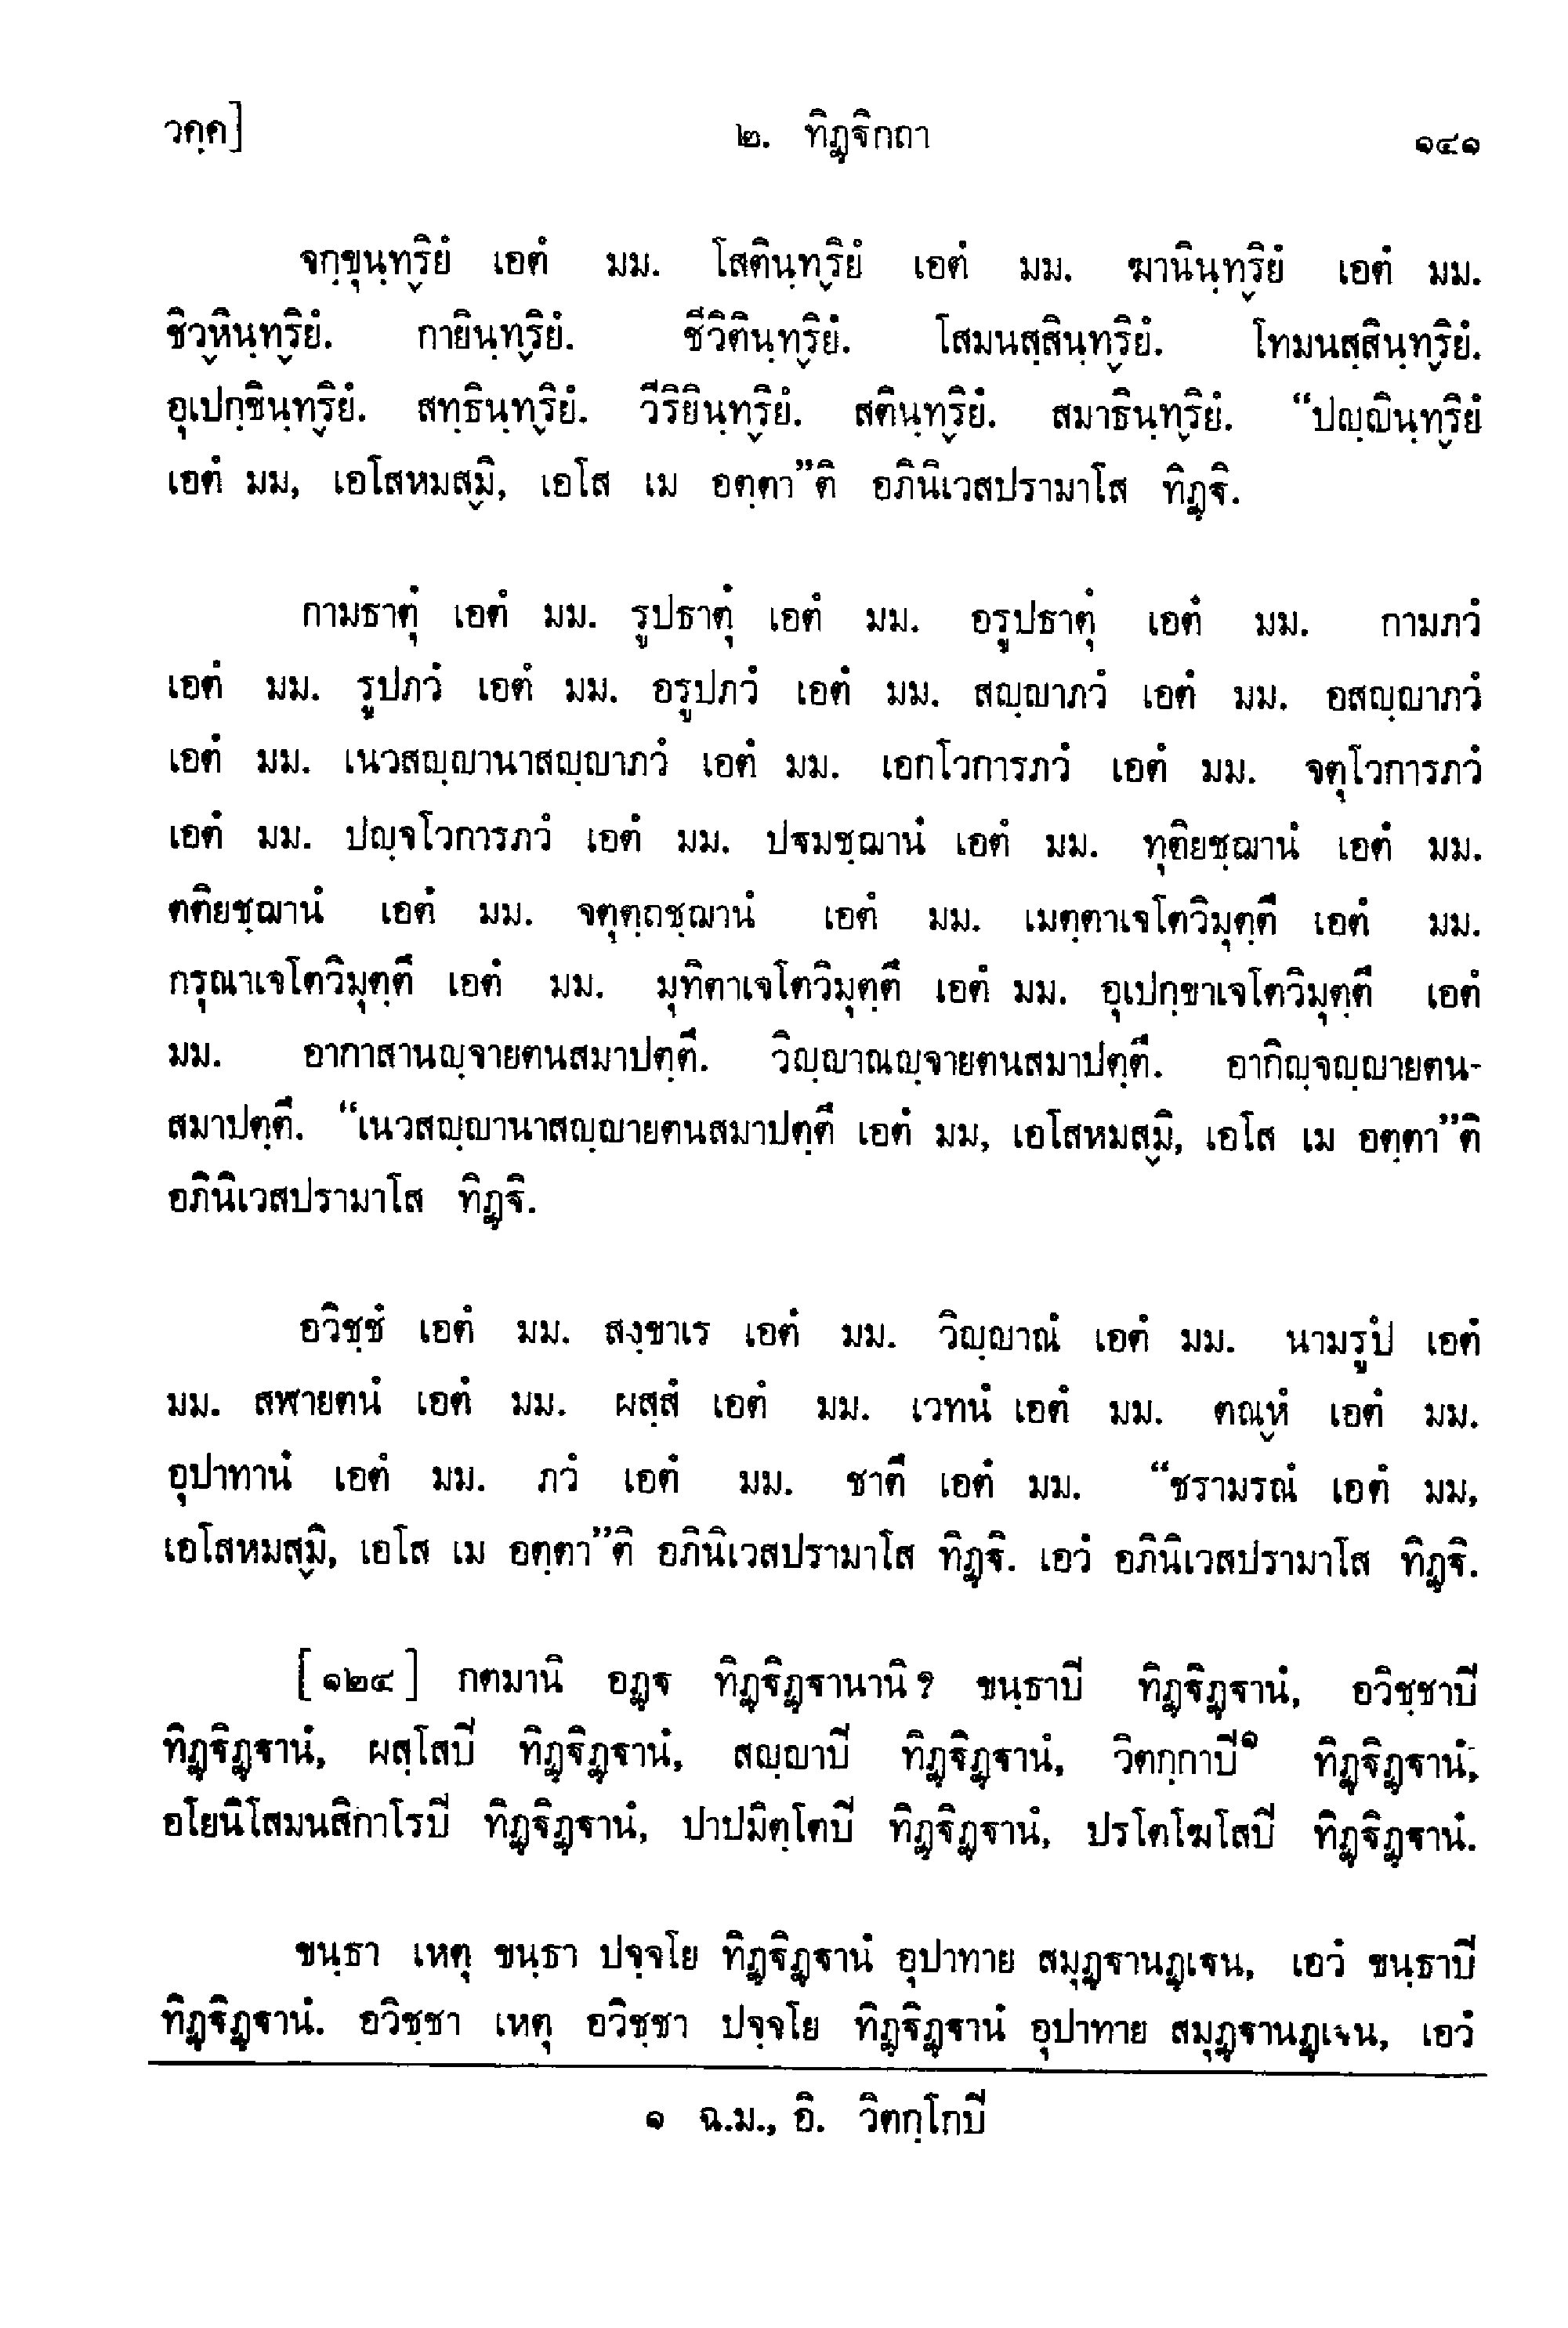 วคฺค]
๒. ทิฏฺฐิกถา
๑๔๑
จกฺขุนฺทฺริยํ เอตํ มม. โสตินฺทฺริยํ เอตํ มม. ฆานินฺทฺริยํ เอตํ มม.
ชิวฺหินฺทฺริยํ. กายินฺทฺริยํ. ชีวิตินฺทฺริยํ. โสมนสฺสินฺทฺริยํ. โทมนสฺสินฺทฺริยํ.
อุเปกฺขินฺทฺริยํ. สทฺธินฺทฺริยํ. วีริยินฺทฺริยํ. สตินฺทฺริยํ. สมาธินฺทฺริยํ. “ปญฺญินฺทฺริยํ
เอตํ มม, เอโสหมสฺมิ, เอโส เม อตฺตา”ติ อภินิเวสปรามาโส ทิฏฺฐิ.
กามธาตุํ เอตํ มม. รูปธาตุํ เอตํ มม. อรูปธาตุํ เอตํ มม. กามภวํ
เอตํ มม. รูปภวํ เอตํ มม. อรูปภวํ เอตํ มม. สญฺญาภวํ เอตํ มม. อสญฺญาภวํ
เอตํ มม. เนวสญฺญานาสญฺญาภวํ เอตํ มม. เอกโวการภวํ เอตํ มม. จตุโวการภวํ
เอตํ มม. ปญฺจโวการภวํ เอตํ มม. ปฐมชฺฌานํ เอตํ มม. ทุติยชฺฌานํ เอตํ มม.
ตติยชฺฌานํ เอตํ มม. จตุตฺถชฺฌานํ เอตํ มม. เมตฺตาเจโตวิมุตฺตึ เอตํ มม.
กรุณาเจโตวิมุตฺตึ เอตํ มม. มุทิตาเจโตวิมุตฺตึ เอตํ มม. อุเปกฺขาเจโตวิมุตฺตึ เอตํ
มม. อากาสานญฺจายตนสมาปตฺตึ. วิญฺญาณญฺจายตนสมาปตฺตึ. อากิญฺจญฺญายตน-
สมาปตฺตึ. “เนวสญฺญานาสญฺญายตนสมาปตฺตึ เอตํ มม, เอโสหมสฺมิ, เอโส เม อตฺตา”ติ
อภินิเวสปรามาโส ทิฏฺฐิ.
อวิชฺชํ เอตํ มม. สงฺขาเร เอตํ มม. วิญฺญาณํ เอตํ มม. นามรูปํ เอตํ
มม. สฬายตนํ เอตํ มม. ผสฺสํ เอตํ มม. เวทนํ เอตํ มม. ตณฺหํ เอตํ มม.
อุปาทานํ เอตํ มม. ภวํ เอตํ มม. ชาตึ เอตํ มม. “ชรามรณํ เอตํ มม,
เอโสหมสฺมิ, เอโส เม อตฺตา”ติ อภินิเวสปรามาโส ทิฏฺฐิ. เอวํ อภินิเวสปรามาโส ทิฏฺฐิ.
[๑๒๔] กตมานิ อฏฺฐ ทิฏฺฐิฏฺฐานานิ? ขนฺธาปิ ทิฏฺฐิฏฺฐานํ, อวิชฺชาปิ
ทิฏฺฐิฏฺฐานํ, ผสฺโสปิ ทิฏฺฐิฏฺฐานํ, สญฺญาปิ ทิฏฺฐิฏฺฐานํ, วิตกฺกาปิ๑ ทิฏฺฐิฏฺฐานํ,
อโยนิโสมนสิกาโรปิ ทิฏฺฐิฏฺฐานํ, ปาปมิตฺโตปิ ทิฏฺฐิฏฺฐานํ, ปรโตโฆโสปิ ทิฏฺฐิฏฺฐานํ.
ขนฺธา เหตุ ขนฺธา ปจฺจโย ทิฏฺฐิฏฺฐานํ อุปาทาย สมุฏฺฐานฏฺเฐน, เอวํ ขนฺธาปิ
ทิฏฺฐิฏฺฐานํ. อวิชฺชา เหตุ อวิชฺชา ปจฺจโย ทิฏฺฐิฏฺฐานํ อุปาทาย สมุฏฺฐานฏฺเฐน, เอวํ
๑ ฉ.ม., อิ. วิตกฺโกปิ